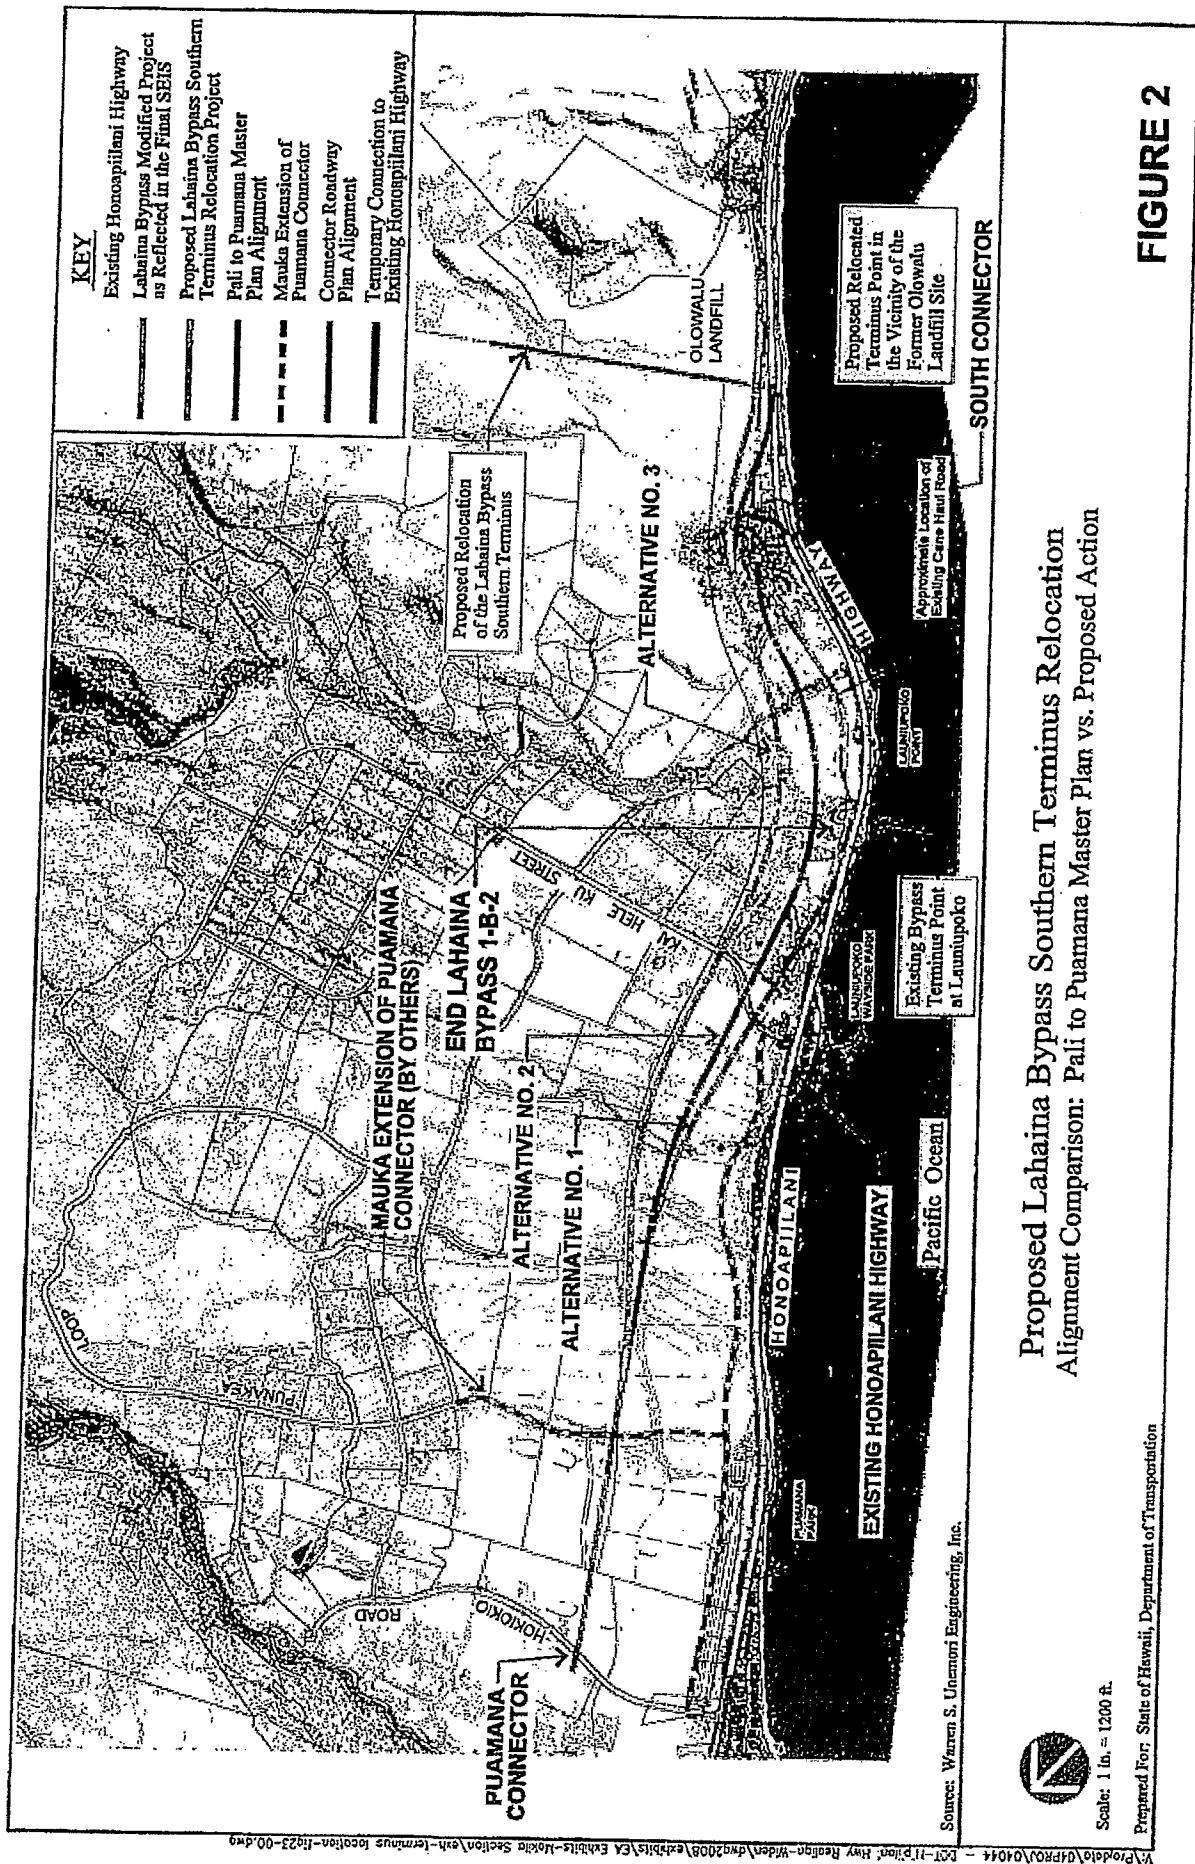 KEY
Existing Honoapiilani Highway
Lahaina Bypass Modified Project
as Reflected in the Final SEIS
Proposed Lahaina Bypass Southern
Terminus Relocation Project
Pali to Puamana Master
Plan Alignment
Mauka Extension of
Puamana Connector
Connector Roadway
Plan Alignment
Temporary Connection to
Existing Honoapiilani Highway
LOOP
PUNAKEA
ROAD
HOKIOKIO
PUAMANA
CONNECTOR
MAUKA EXTENSION OF PUAMANA
CONNECTOR (BY OTHERS)
END LAHAINA
BYPASS 1-B-2
ALTERNATIVE NO. 2
ALTERNATIVE NO. 1
KAI
HELE
KU
STREET
Proposed Relocation
of the Lahaina Bypass
Southern Terminus
ALTERNATIVE NO. 3
OLOWALU
LANDFILL
HONOAPIILANI
HIGHWAY
PUAMANA
PARK
EXISTING HONOAPIILANI HIGHWAY
Pacific Ocean
LAUNIUPOKO
WAYSIDE PARK
Existing Bypass
Terminus Point
at Launiupoko
LAUNIUPOKO
POINT
Approximate Location of
Existing Cane Haul Road
Proposed Relocated
Terminus Point in
the Vicinity of the
Former Olowalu
Landfill Site
SOUTH CONNECTOR
Source: Warren S. Unemori Engineering, Inc.
FIGURE 2
Proposed Lahaina Bypass Southern Terminus Relocation
Alignment Comparison: Pali to Puamana Master Plan vs. Proposed Action
Scale: 1 in. = 1200 ft.
Prepared For: State of Hawaii, Department of Transportation